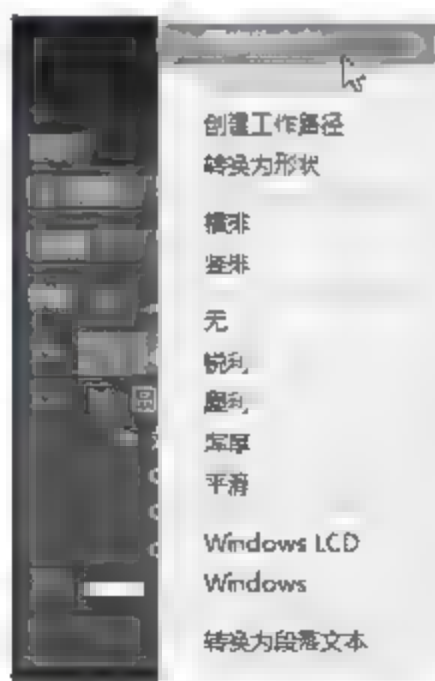 创建工作路径
转换为形状
横排
竖排
无
锐利
犀利
浑厚
平滑
Windows LCD
Windows
转换为段落文本